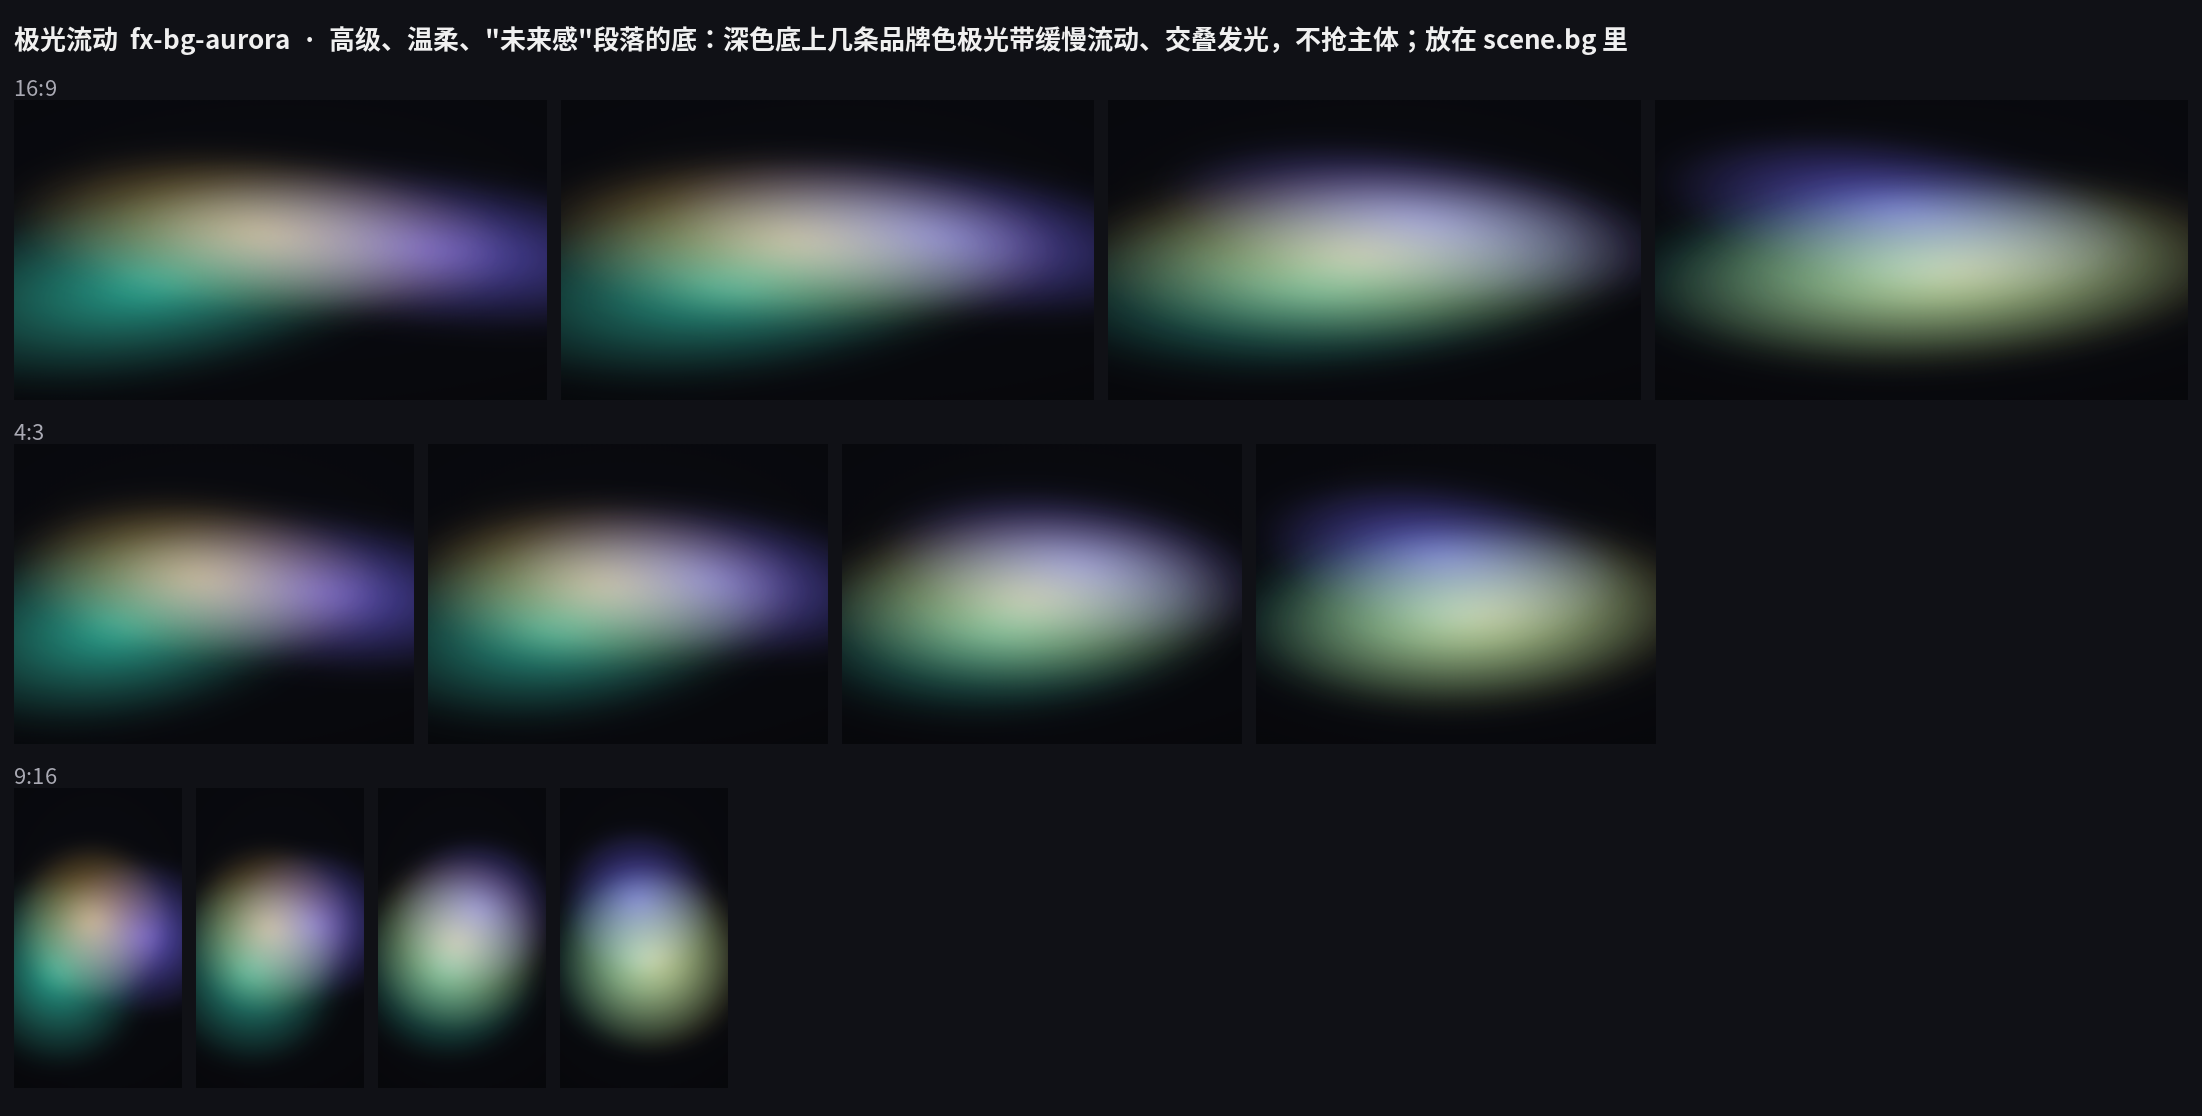 极光流动 fx-bg-aurora · 高级、温柔、"未来感"段落的底：深色底上几条品牌色极光带缓慢流动、交叠发光，不抢主体；放在 scene.bg 里
16:9
4:3
9:16